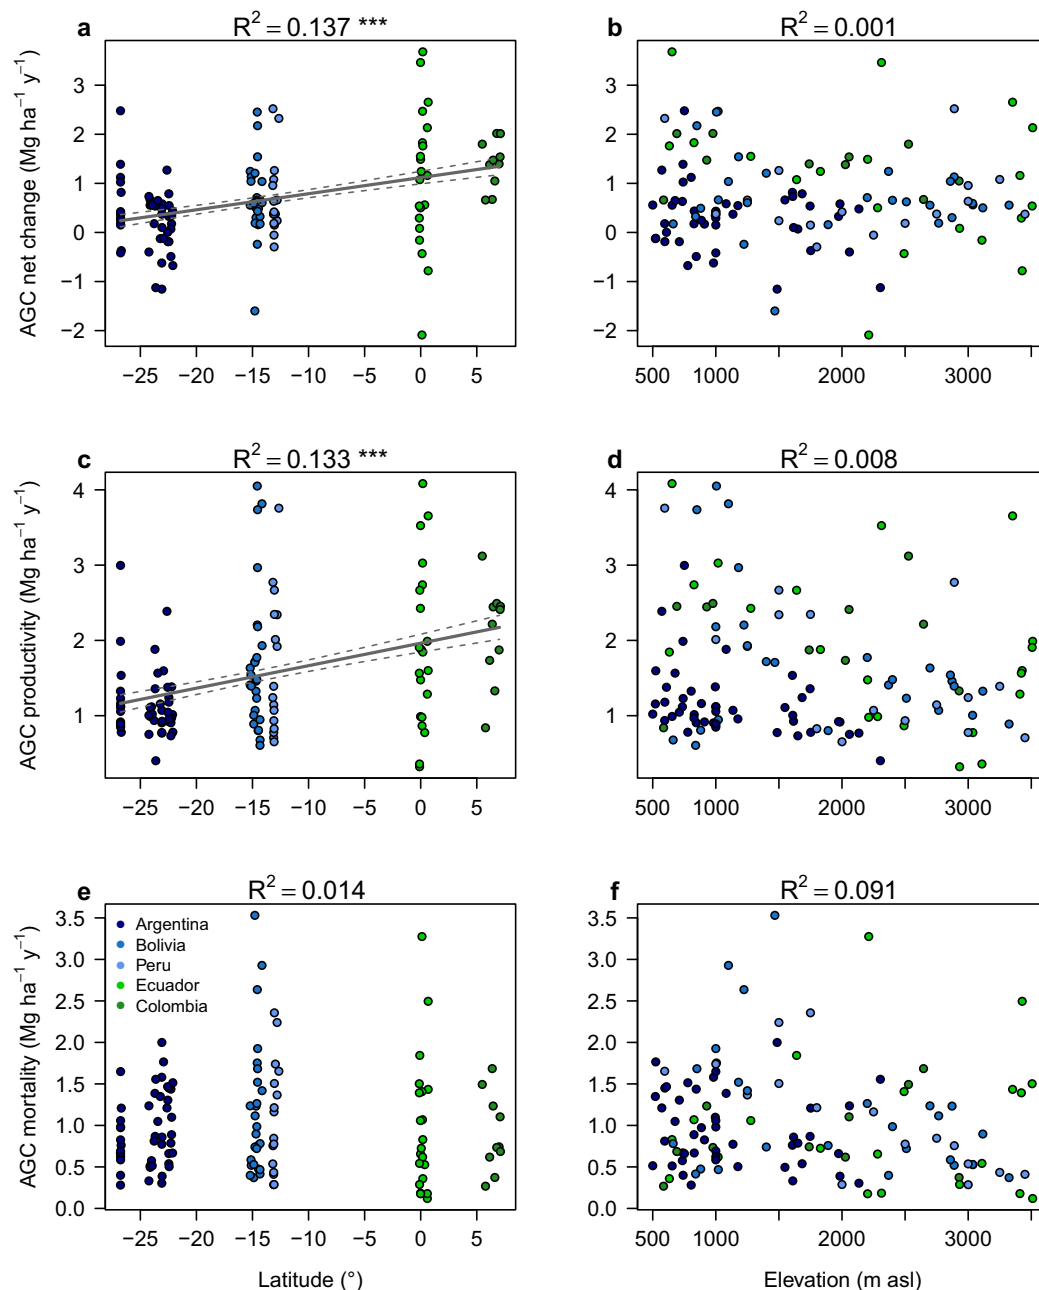 a R² = 0.137 ***
AGC net change (Mg ha⁻¹ y⁻¹)
3
2
1
0
−1
−2
−25 −20 −15 −10 −5 0 5
b R² = 0.001
3
2
1
0
−1
−2
500 1000 2000 3000
c R² = 0.133 ***
AGC productivity (Mg ha⁻¹ y⁻¹)
4
3
2
1
−25 −20 −15 −10 −5 0 5
d R² = 0.008
4
3
2
1
500 1000 2000 3000
e R² = 0.014
AGC mortality (Mg ha⁻¹ y⁻¹)
3.5
3.0
2.5
2.0
1.5
1.0
0.5
0.0
Argentina
Bolivia
Peru
Ecuador
Colombia
−25 −20 −15 −10 −5 0 5
Latitude (°)
f R² = 0.091
3.5
3.0
2.5
2.0
1.5
1.0
0.5
0.0
500 1000 2000 3000
Elevation (m asl)